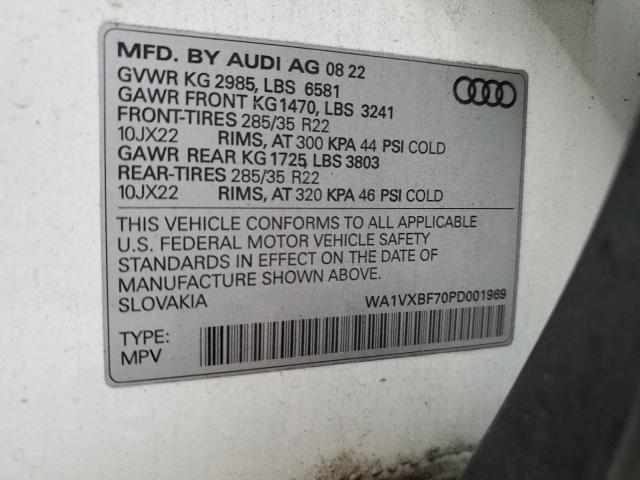 MFD. BY AUDI AG 08 22
GVWR KG 2985, LBS 6581
GAWR FRONT KG 1470, LBS 3241
FRONT-TIRES 285/35 R22
10JX22 RIMS, AT 300 KPA 44 PSI COLD
GAWR REAR KG 1725 LBS 3803
REAR-TIRES 285/35 R22
10JX22 RIMS, AT 320 KPA 46 PSI COLD
THIS VEHICLE CONFORMS TO ALL APPLICABLE
U.S. FEDERAL MOTOR VEHICLE SAFETY
STANDARDS IN EFFECT ON THE DATE OF
MANUFACTURE SHOWN ABOVE.
SLOVAKIA WA1VXBF70PD001969
TYPE:
MPV